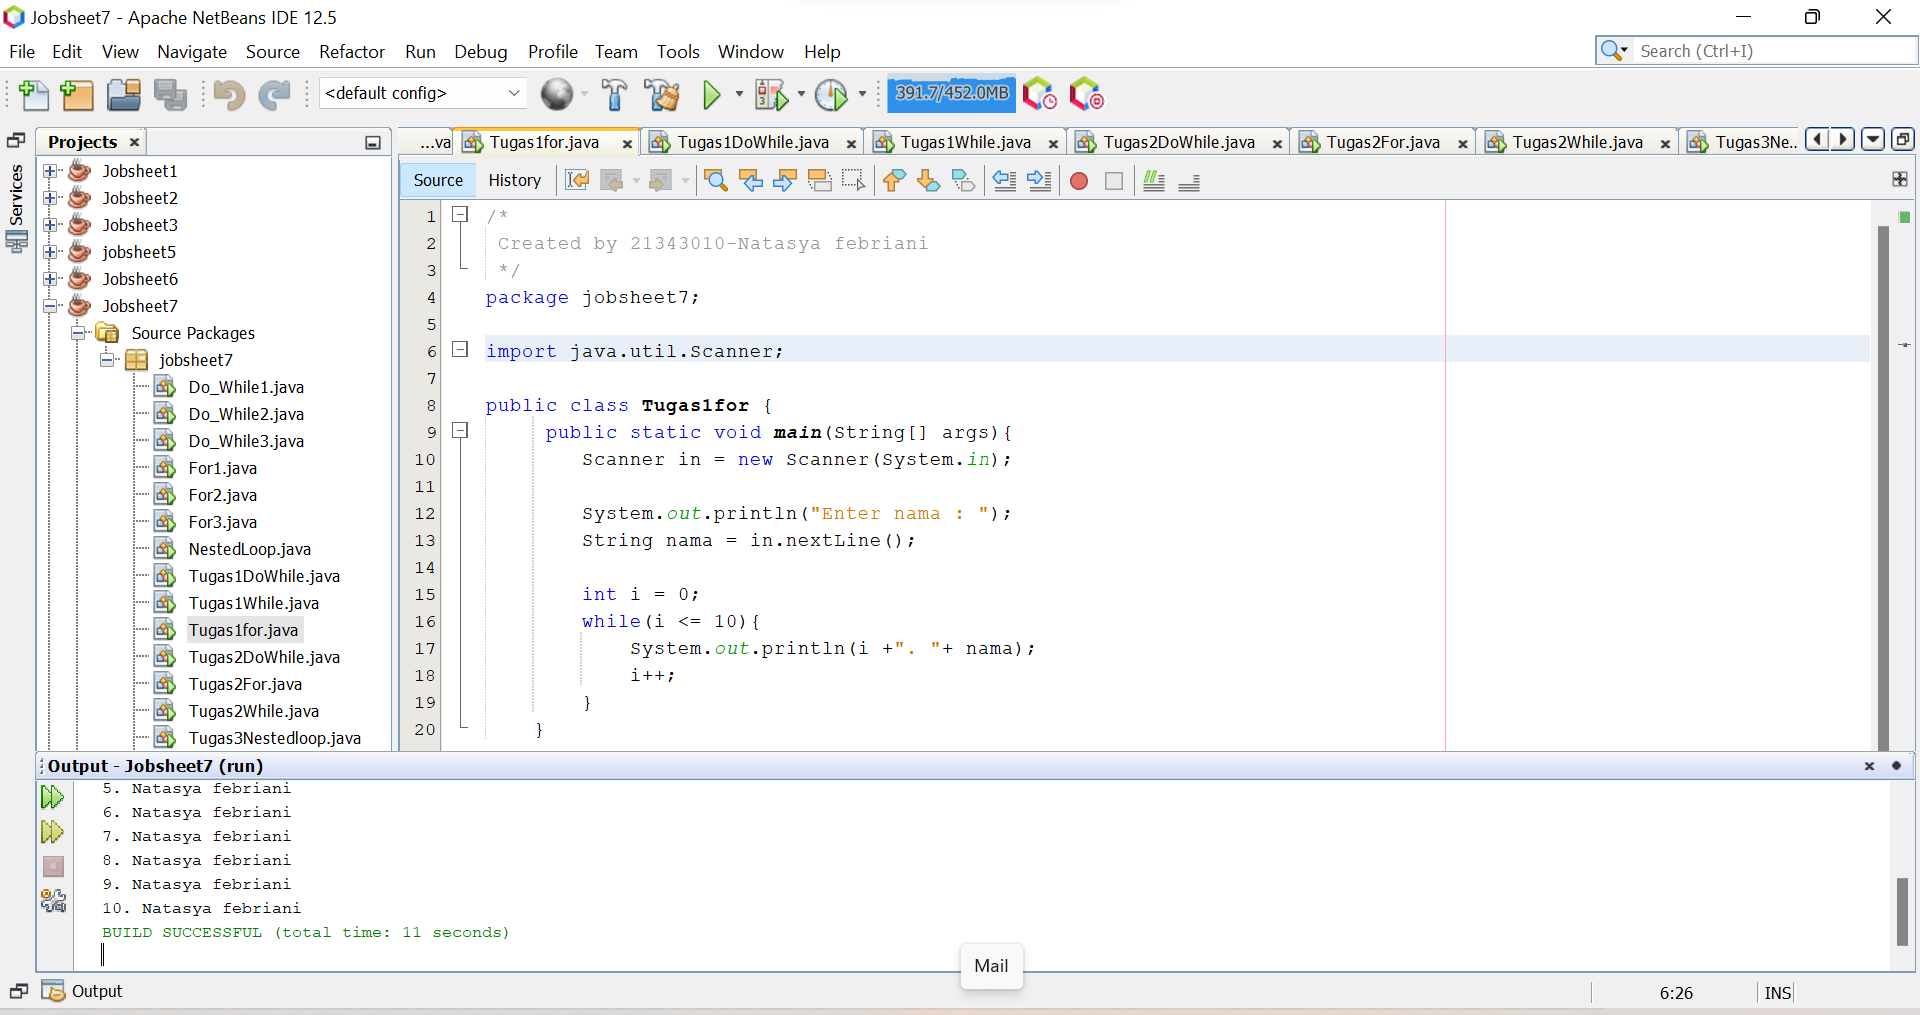 Jobsheet7 - Apache NetBeans IDE 12.5
File Edit View Navigate Source Refactor Run Debug Profile Team Tools Window Help
Search (Ctrl+I)
<default config>
391.7/452.0MB
Services
Projects
Jobsheet1
Jobsheet2
Jobsheet3
jobsheet5
Jobsheet6
Jobsheet7
Source Packages
jobsheet7
Do_While1.java
Do_While2.java
Do_While3.java
For1.java
For2.java
For3.java
NestedLoop.java
Tugas1DoWhile.java
Tugas1While.java
Tugas1for.java
Tugas2DoWhile.java
Tugas2For.java
Tugas2While.java
Tugas3Nestedloop.java
...va Tugas1for.java Tugas1DoWhile.java Tugas1While.java Tugas2DoWhile.java Tugas2For.java Tugas2While.java Tugas3Ne..
Source History
1 /*
2 Created by 21343010-Natasya febriani
3 */
4 package jobsheet7;
5
6 import java.util.Scanner;
7
8 public class Tugas1for {
9 public static void main(String[] args){
10 Scanner in = new Scanner(System.in);
11
12 System.out.println("Enter nama : ");
13 String nama = in.nextLine();
14
15 int i = 0;
16 while(i <= 10){
17 System.out.println(i +". "+ nama);
18 i++;
19 }
20 }
Output - Jobsheet7 (run)
5. Natasya febriani
6. Natasya febriani
7. Natasya febriani
8. Natasya febriani
9. Natasya febriani
10. Natasya febriani
BUILD SUCCESSFUL (total time: 11 seconds)
Mail
Output
6:26 INS